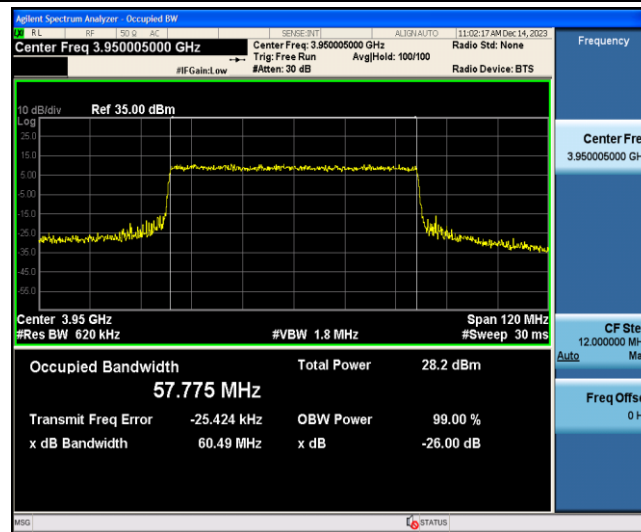 Agilent Spectrum Analyzer - Occupied BW
RL RF 50 Ω AC SENSE:INT ALIGNAUTO 11:02:17 AM Dec 14, 2023
Center Freq 3.950005000 GHz Center Freq: 3.950005000 GHz Radio Std: None
Trig: Free Run Avg|Hold: 100/100
#IFGain:Low #Atten: 30 dB Radio Device: BTS
Frequency
10 dB/div Ref 35.00 dBm
Log
25.0
15.0
5.00
-5.00
-15.0
-25.0
-35.0
-45.0
-55.0
Center 3.95 GHz Span 120 MHz
#Res BW 620 kHz #VBW 1.8 MHz #Sweep 30 ms
Occupied Bandwidth Total Power 28.2 dBm
57.775 MHz
Transmit Freq Error -25.424 kHz OBW Power 99.00 %
x dB Bandwidth 60.49 MHz x dB -26.00 dB
Center Fre
3.950005000 GH
CF Ste
12.000000 MH
Auto Ma
Freq Offse
0 H
MSG STATUS